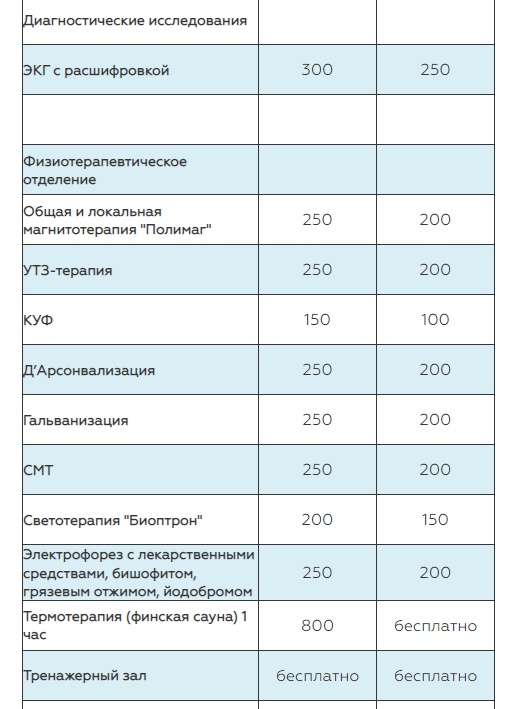 Диагностические исследования
ЭКГ с расшифровкой 300 250
Физиотерапевтическое
отделение
Общая и локальная
магнитотерапия "Полимаг" 250 200
УТЗ-терапия 250 200
КУФ 150 100
Д’Арсонвализация 250 200
Гальванизация 250 200
СМТ 250 200
Светотерапия "Биоптрон" 200 150
Электрофорез с лекарственными
средствами, бишофитом,
грязевым отжимом, йодобромом 250 200
Термотерапия (финская сауна) 1
час 800 бесплатно
Тренажерный зал бесплатно бесплатно